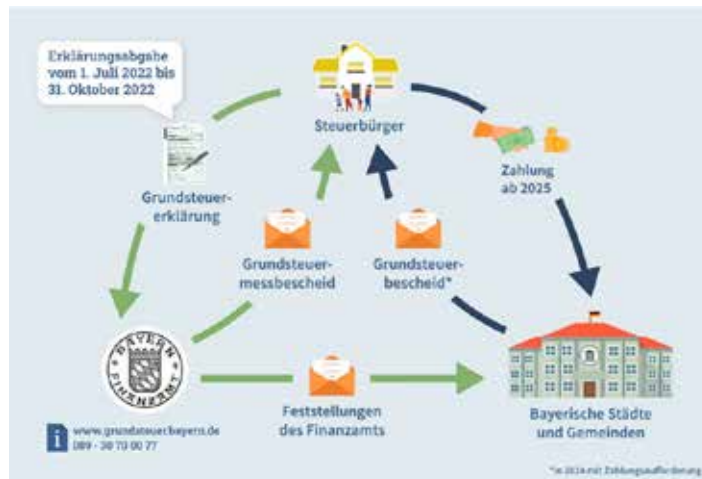 Erklärungsabgabe
vom 1. Juli 2022 bis
31. Oktober 2022
Steuerbürger
Grundsteuer-
erklärung
Zahlung
ab 2025
Grundsteuer-
messbescheid
Grundsteuer-
bescheid*
BAYERN
FINANZAMT
Feststellungen
des Finanzamts
Bayerische Städte
und Gemeinden
www.grundsteuer.bayern.de
089 - 30 70 00 77
*in 2024 mit Zahlungsaufforderung